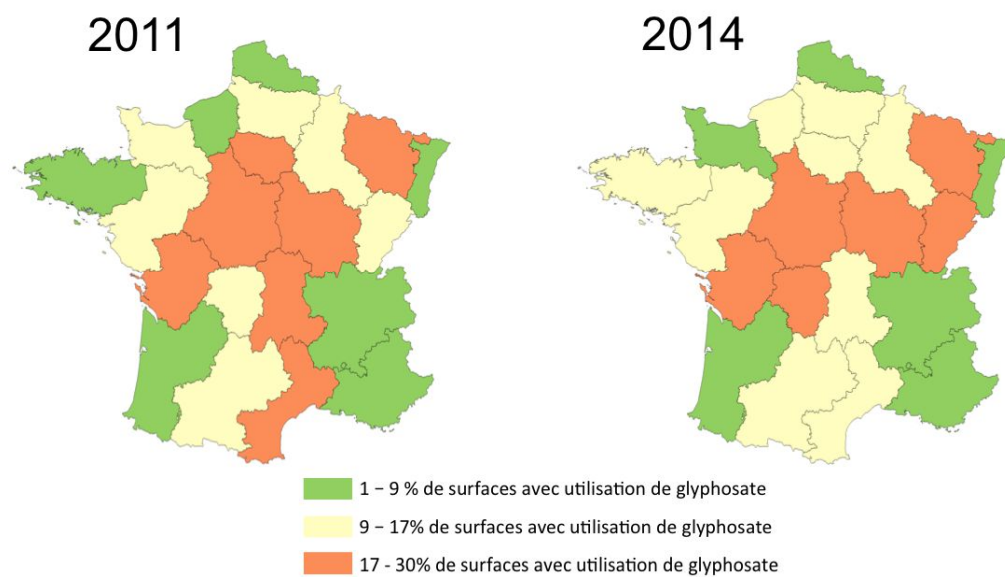 2011
2014
1 – 9 % de surfaces avec utilisation de glyphosate
9 – 17% de surfaces avec utilisation de glyphosate
17 - 30% de surfaces avec utilisation de glyphosate